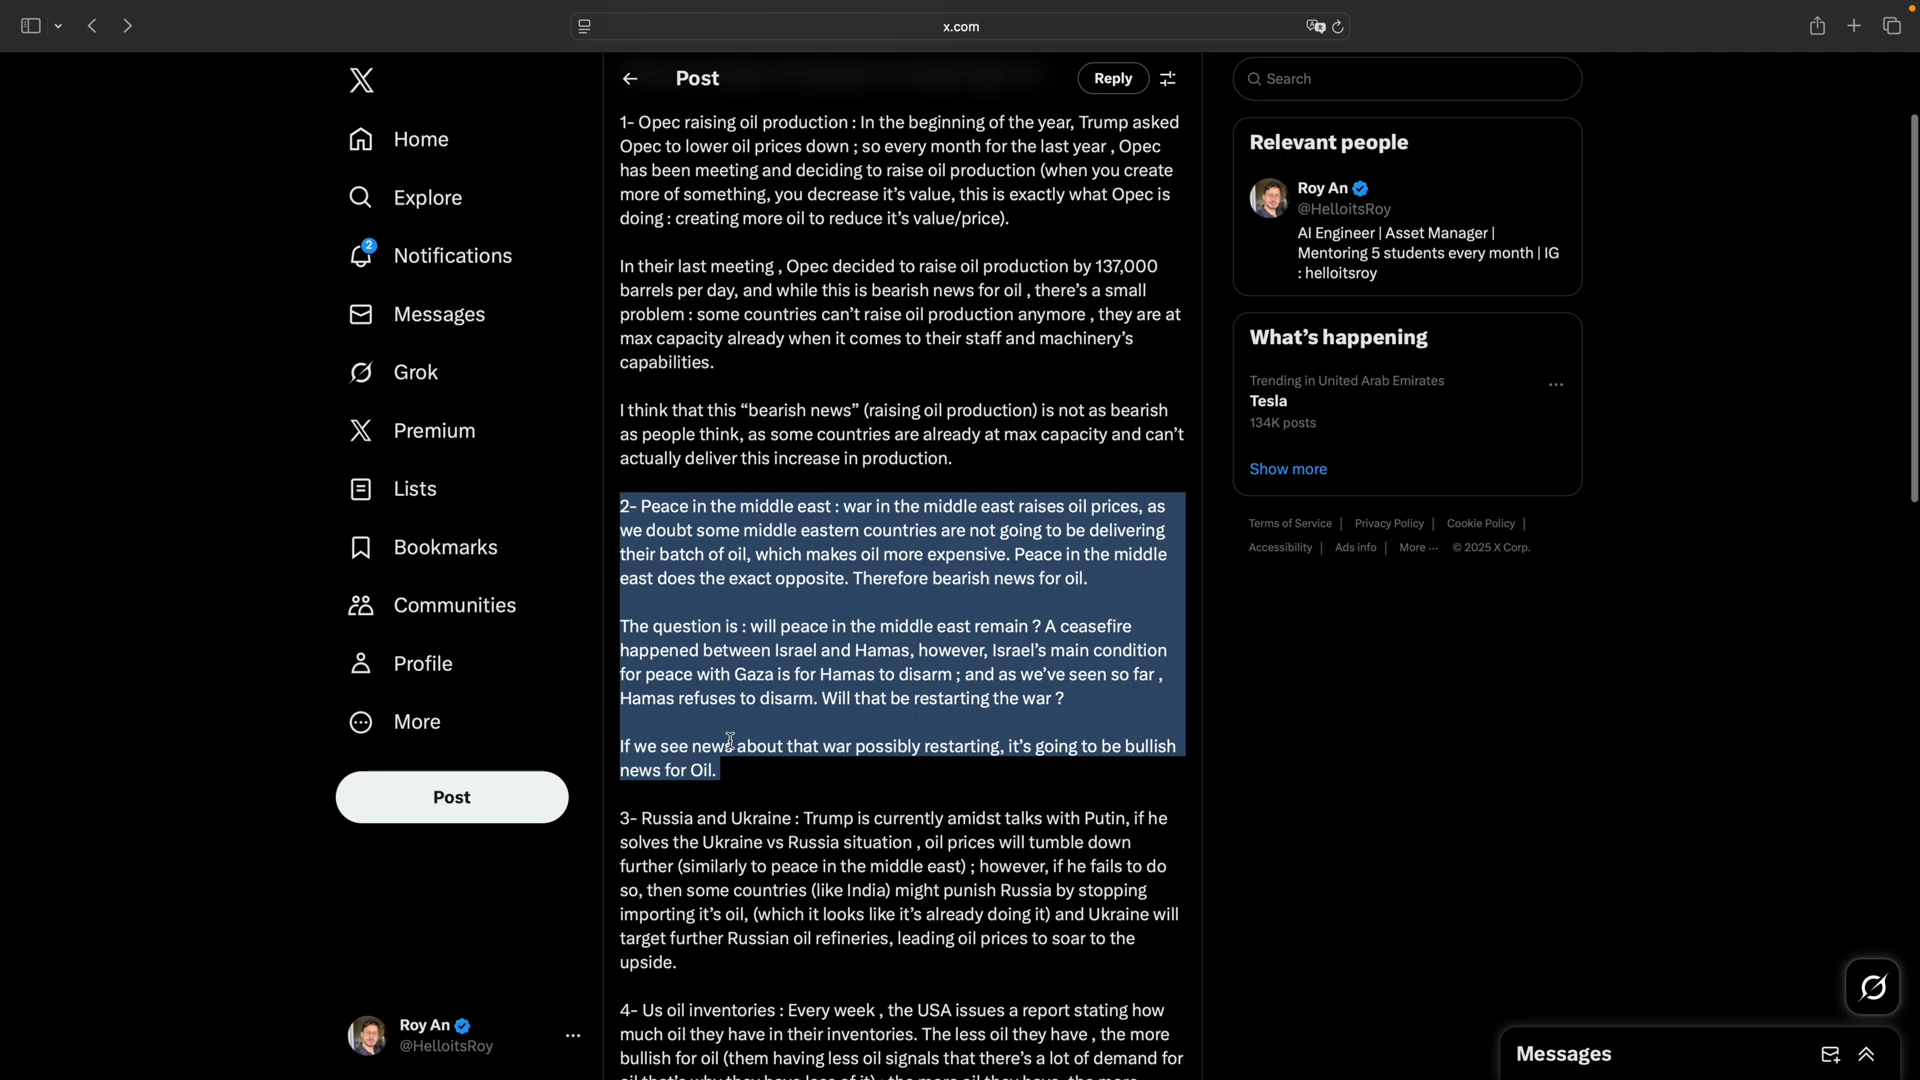 x.com
Post
Reply
Search
Home
Explore
2
Notifications
Messages
Grok
Premium
Lists
Bookmarks
Communities
Profile
More
Post
Roy An
@HelloitsRoy
1- Opec raising oil production : In the beginning of the year, Trump asked
Opec to lower oil prices down ; so every month for the last year , Opec
has been meeting and deciding to raise oil production (when you create
more of something, you decrease it’s value, this is exactly what Opec is
doing : creating more oil to reduce it’s value/price).
In their last meeting , Opec decided to raise oil production by 137,000
barrels per day, and while this is bearish news for oil , there’s a small
problem : some countries can’t raise oil production anymore , they are at
max capacity already when it comes to their staff and machinery’s
capabilities.
I think that this “bearish news” (raising oil production) is not as bearish
as people think, as some countries are already at max capacity and can’t
actually deliver this increase in production.
2- Peace in the middle east : war in the middle east raises oil prices, as
we doubt some middle eastern countries are not going to be delivering
their batch of oil, which makes oil more expensive. Peace in the middle
east does the exact opposite. Therefore bearish news for oil.
The question is : will peace in the middle east remain ? A ceasefire
happened between Israel and Hamas, however, Israel’s main condition
for peace with Gaza is for Hamas to disarm ; and as we’ve seen so far ,
Hamas refuses to disarm. Will that be restarting the war ?
If we see news about that war possibly restarting, it’s going to be bullish
news for Oil.
3- Russia and Ukraine : Trump is currently amidst talks with Putin, if he
solves the Ukraine vs Russia situation , oil prices will tumble down
further (similarly to peace in the middle east) ; however, if he fails to do
so, then some countries (like India) might punish Russia by stopping
importing it’s oil, (which it looks like it’s already doing it) and Ukraine will
target further Russian oil refineries, leading oil prices to soar to the
upside.
4- Us oil inventories : Every week , the USA issues a report stating how
much oil they have in their inventories. The less oil they have , the more
bullish for oil (them having less oil signals that there’s a lot of demand for
Relevant people
Roy An
@HelloitsRoy
AI Engineer | Asset Manager |
Mentoring 5 students every month | IG
: helloitsroy
What’s happening
Trending in United Arab Emirates
Tesla
134K posts
Show more
Terms of Service | Privacy Policy | Cookie Policy |
Accessibility | Ads info | More ··· © 2025 X Corp.
Messages